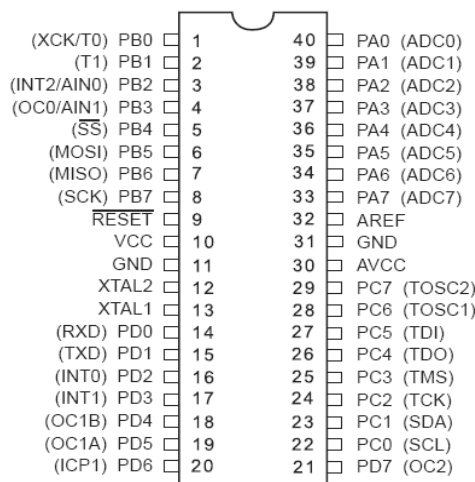 (XCK/T0) PB0 1 40 PA0 (ADC0)
(T1) PB1 2 39 PA1 (ADC1)
(INT2/AIN0) PB2 3 38 PA2 (ADC2)
(OC0/AIN1) PB3 4 37 PA3 (ADC3)
(SS) PB4 5 36 PA4 (ADC4)
(MOSI) PB5 6 35 PA5 (ADC5)
(MISO) PB6 7 34 PA6 (ADC6)
(SCK) PB7 8 33 PA7 (ADC7)
RESET 9 32 AREF
VCC 10 31 GND
GND 11 30 AVCC
XTAL2 12 29 PC7 (TOSC2)
XTAL1 13 28 PC6 (TOSC1)
(RXD) PD0 14 27 PC5 (TDI)
(TXD) PD1 15 26 PC4 (TDO)
(INT0) PD2 16 25 PC3 (TMS)
(INT1) PD3 17 24 PC2 (TCK)
(OC1B) PD4 18 23 PC1 (SDA)
(OC1A) PD5 19 22 PC0 (SCL)
(ICP1) PD6 20 21 PD7 (OC2)